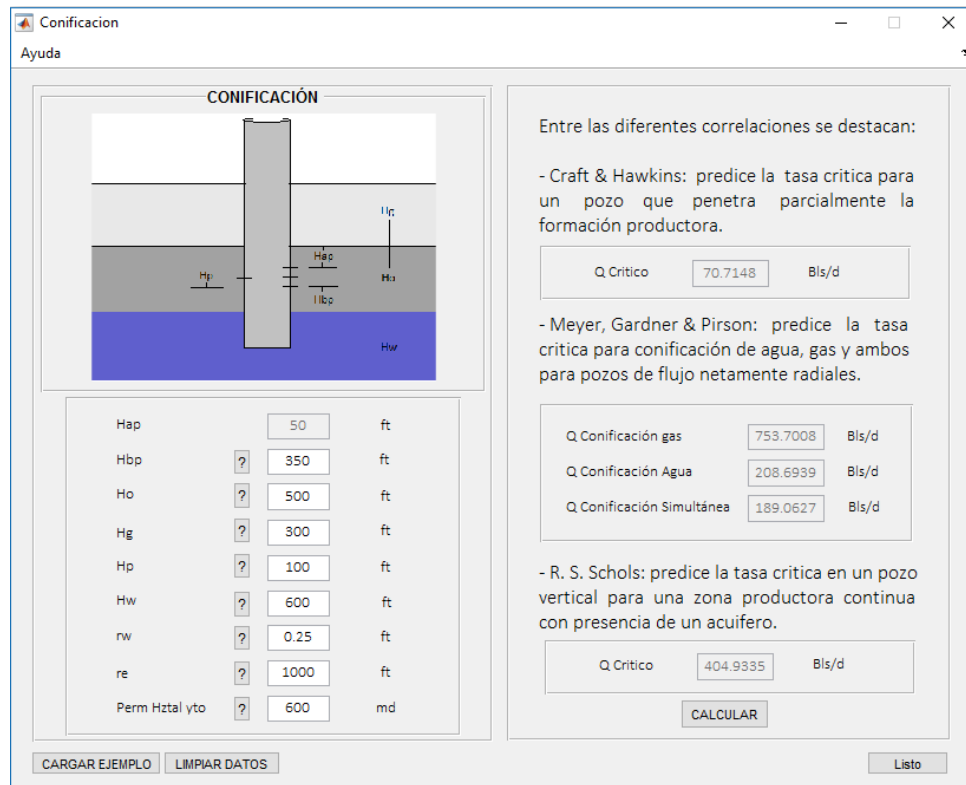 Conificacion
Ayuda
CONIFICACIÓN
Hg
Hap
Hp
Ho
Hbp
Hw
Hap 50 ft
Hbp ? 350 ft
Ho ? 500 ft
Hg ? 300 ft
Hp ? 100 ft
Hw ? 600 ft
rw ? 0.25 ft
re ? 1000 ft
Perm Hztal yto ? 600 md
CARGAR EJEMPLO LIMPIAR DATOS
Entre las diferentes correlaciones se destacan:
- Craft & Hawkins: predice la tasa critica para
un pozo que penetra parcialmente la
formación productora.
Q Critico 70.7148 Bls/d
- Meyer, Gardner & Pirson: predice la tasa
critica para conificación de agua, gas y ambos
para pozos de flujo netamente radiales.
Q Conificación gas 753.7008 Bls/d
Q Conificación Agua 208.6939 Bls/d
Q Conificación Simultánea 189.0627 Bls/d
- R. S. Schols: predice la tasa critica en un pozo
vertical para una zona productora continua
con presencia de un acuifero.
Q Critico 404.9335 Bls/d
CALCULAR
Listo